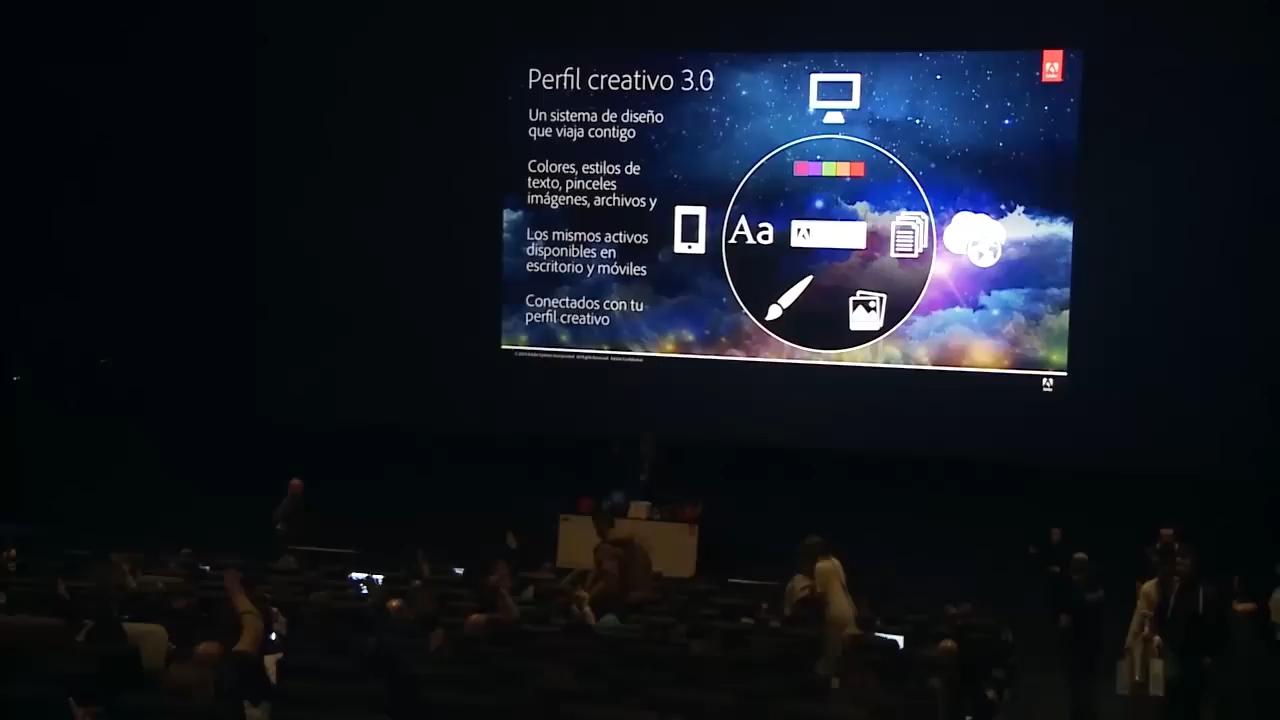 Perfil creativo 3.0
Un sistema de diseño
que viaja contigo
Colores, estilos de
texto, pinceles
imágenes, archivos y
Los mismos activos
disponibles en
escritorio y móviles
Conectados con tu
perfil creativo
Aa